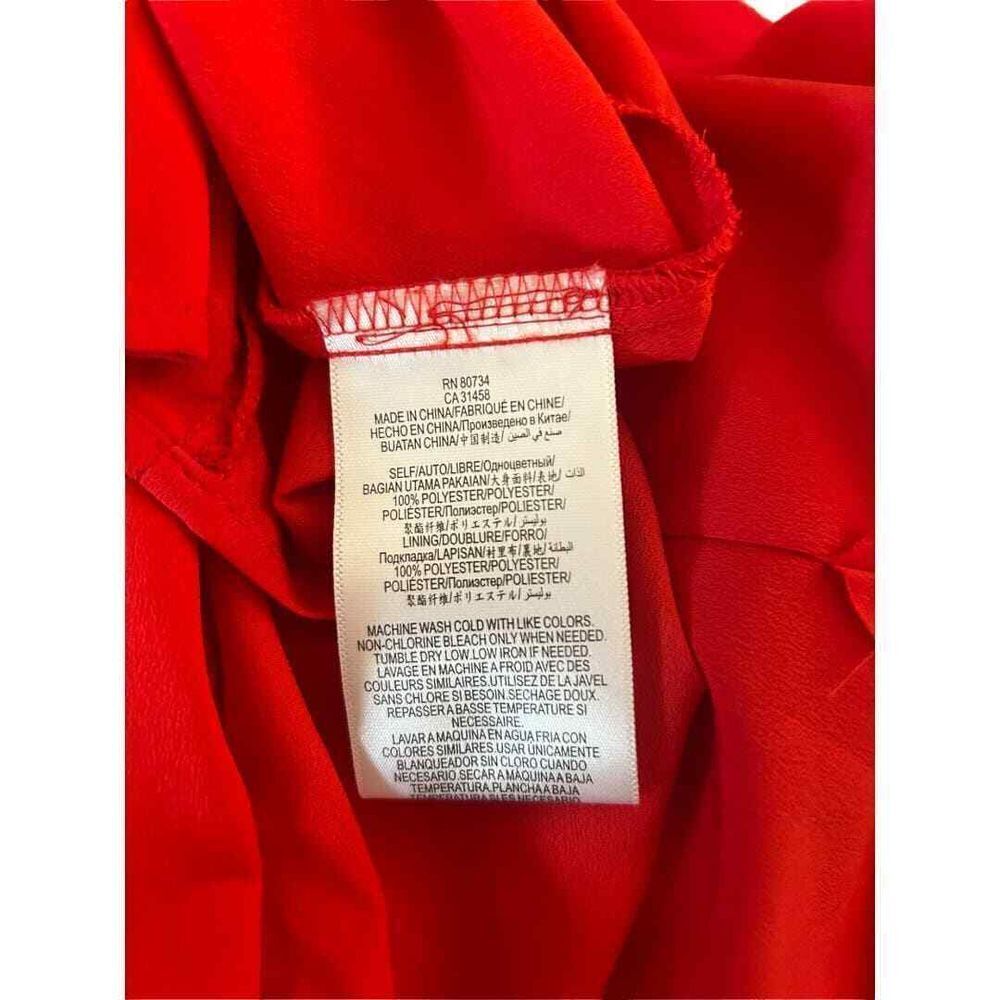 RN 80734
CA 31458
MADE IN CHINA/FABRIQUÉ EN CHINE/
HECHO EN CHINA/Произведено в Китае/
BUATAN CHINA/中国制造/ صنع في الصين
SELF/AUTO/LIBRE/Одноцветный/
BAGIAN UTAMA PAKAIAN/大身面料/表地/ الذات
100% POLYESTER/POLYESTER/
POLIÉSTER/Полиэстер/POLIESTER/
聚酯纤维/ポリエステル/ بوليستر
LINING/DOUBLURE/FORRO/
Подкладка/LAPISAN/衬里布/裏地/ البطانة
100% POLYESTER/POLYESTER/
POLIÉSTER/Полиэстер/POLIESTER/
聚酯纤维/ポリエステル/ بوليستر
MACHINE WASH COLD WITH LIKE COLORS.
NON-CHLORINE BLEACH ONLY WHEN NEEDED.
TUMBLE DRY LOW.LOW IRON IF NEEDED.
LAVAGE EN MACHINE A FROID AVEC DES
COULEURS SIMILAIRES.UTILISEZ DE LA JAVEL
SANS CHLORE SI BESOIN.SECHAGE DOUX.
REPASSER A BASSE TEMPERATURE SI
NECESSAIRE.
LAVAR A MAQUINA EN AGUA FRIA CON
COLORES SIMILARES.USAR ÚNICAMENTE
BLANQUEADOR SIN CLORO CUANDO
NECESARIO.SECAR A MÁQUINA A BAJA
TEMPERATURA.PLANCHA A BAJA
TEMPERATURA SI ES NECESARIO